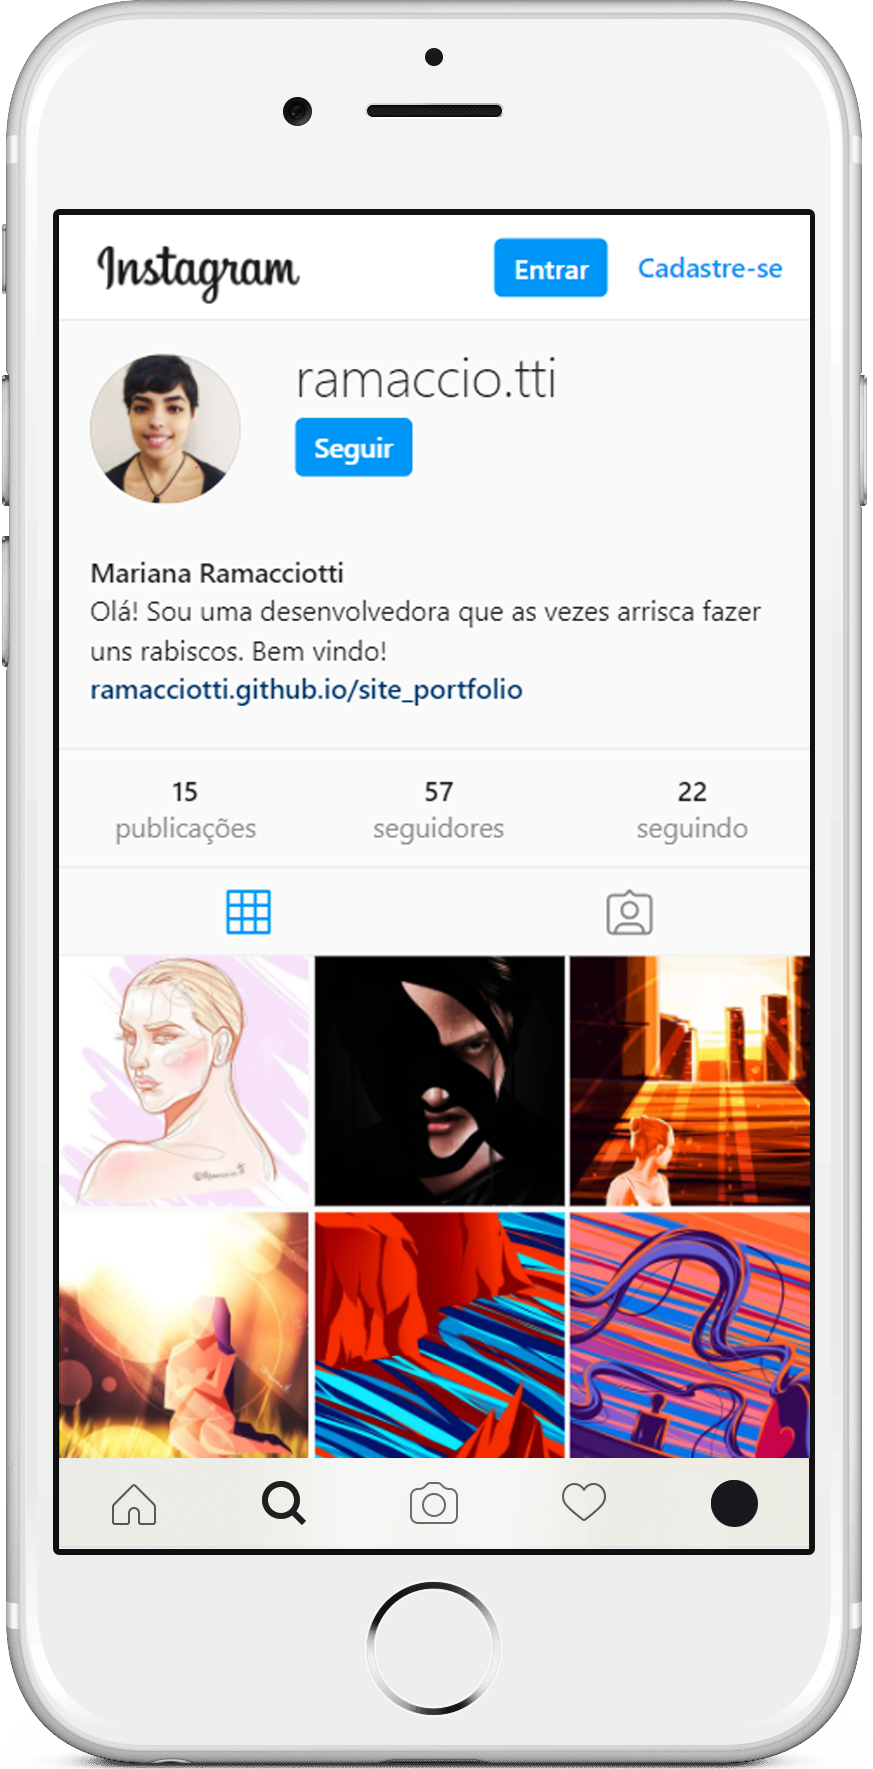 Instagram
Entrar
Cadastre-se
ramaccio.tti
Seguir
Mariana Ramacciotti
Olá! Sou uma desenvolvedora que as vezes arrisca fazer
uns rabiscos. Bem vindo!
ramacciotti.github.io/site_portfolio
15 57 22
publicações seguidores seguindo